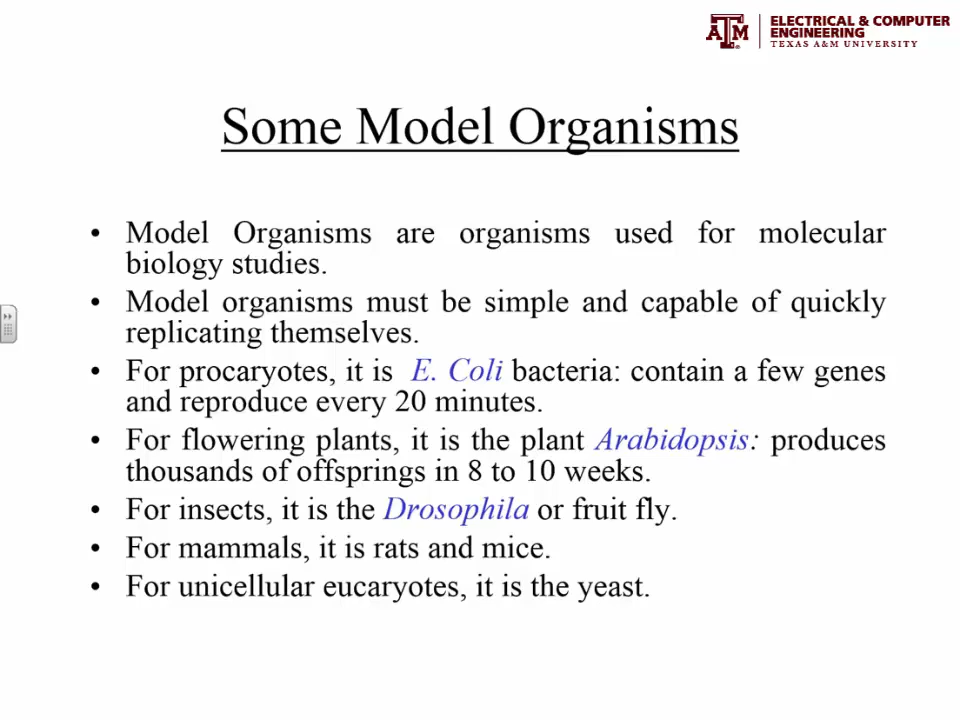 ELECTRICAL & COMPUTER
ENGINEERING
TEXAS A&M UNIVERSITY
Some Model Organisms
• Model Organisms are organisms used for molecular
biology studies.
• Model organisms must be simple and capable of quickly
replicating themselves.
• For procaryotes, it is E. Coli bacteria: contain a few genes
and reproduce every 20 minutes.
• For flowering plants, it is the plant Arabidopsis: produces
thousands of offsprings in 8 to 10 weeks.
• For insects, it is the Drosophila or fruit fly.
• For mammals, it is rats and mice.
• For unicellular eucaryotes, it is the yeast.